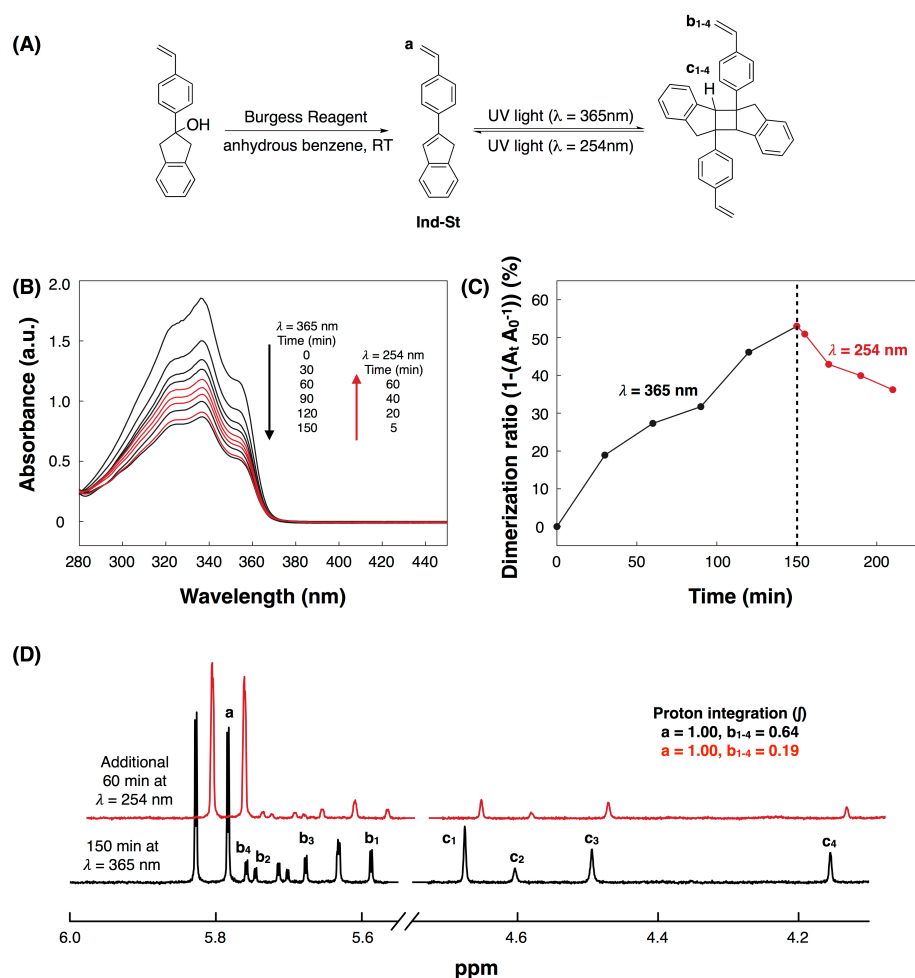 (A)
OH
Burgess Reagent
anhydrous benzene, RT
a
Ind-St
UV light (λ = 365nm)
UV light (λ = 254nm)
b1-4
c1-4
H
(B)
Absorbance (a.u.)
2.0
1.5
1.0
0.5
0
280 300 320 340 360 380 400 420 440
Wavelength (nm)
λ = 365 nm
Time (min)
0
30
60
90
120
150
λ = 254 nm
Time (min)
60
40
20
5
(C)
Dimerization ratio (1-(At A0-1)) (%)
60
50
40
30
20
10
0
0 50 100 150 200
Time (min)
λ = 365 nm
λ = 254 nm
(D)
Proton integration (∫)
a = 1.00, b1-4 = 0.64
a = 1.00, b1-4 = 0.19
Additional
60 min at
λ = 254 nm
150 min at
λ = 365 nm
a
b4 b2 b3 b1
c1 c2 c3 c4
6.0 5.8 5.6 4.6 4.4 4.2
ppm